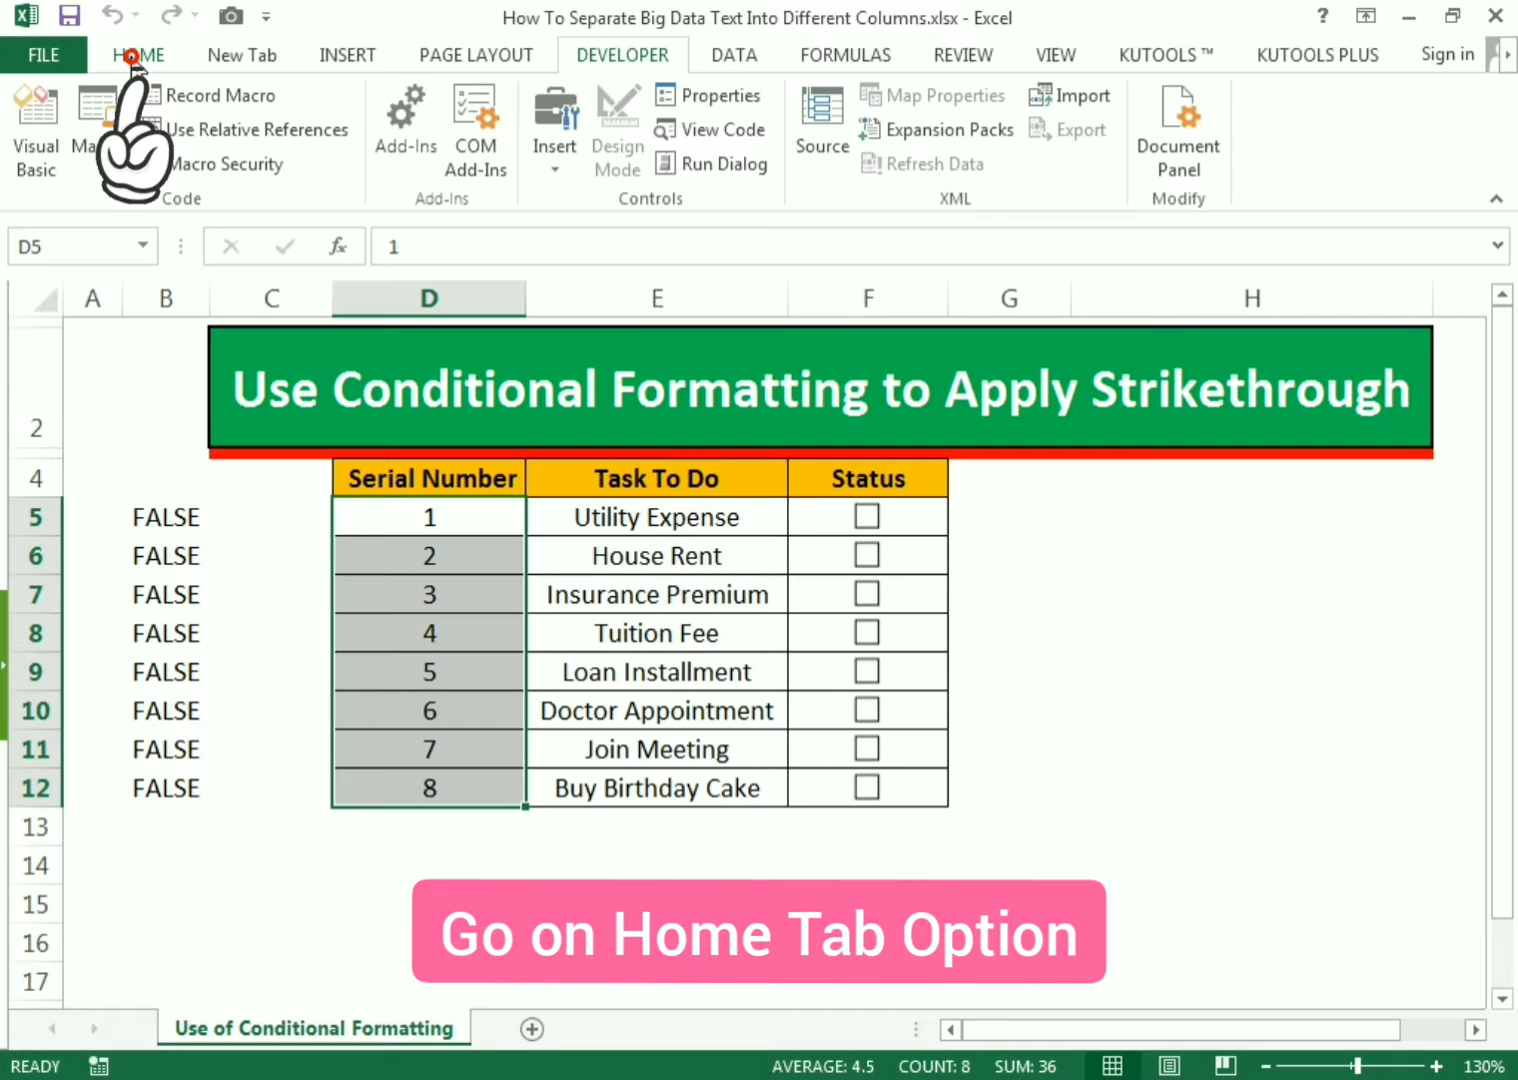 How To Separate Big Data Text Into Different Columns.xlsx - Excel
?
FILE
HOME
New Tab
INSERT
PAGE LAYOUT
DEVELOPER
DATA
FORMULAS
REVIEW
VIEW
KUTOOLS ™
KUTOOLS PLUS
Sign in
Visual
Basic
Record Macro
Use Relative References
Macro Security
Code
Add-Ins
COM
Add-Ins
Add-Ins
Insert
Design
Mode
Properties
View Code
Run Dialog
Controls
Source
Map Properties
Expansion Packs
Refresh Data
Import
Export
XML
Document
Panel
Modify
D5
fx
1
A B C D E F G H
2
Use Conditional Formatting to Apply Strikethrough
4 Serial Number Task To Do Status
5 FALSE 1 Utility Expense
6 FALSE 2 House Rent
7 FALSE 3 Insurance Premium
8 FALSE 4 Tuition Fee
9 FALSE 5 Loan Installment
10 FALSE 6 Doctor Appointment
11 FALSE 7 Join Meeting
12 FALSE 8 Buy Birthday Cake
13
14
15
16
17
Go on Home Tab Option
Use of Conditional Formatting
READY
AVERAGE: 4.5 COUNT: 8 SUM: 36
130%